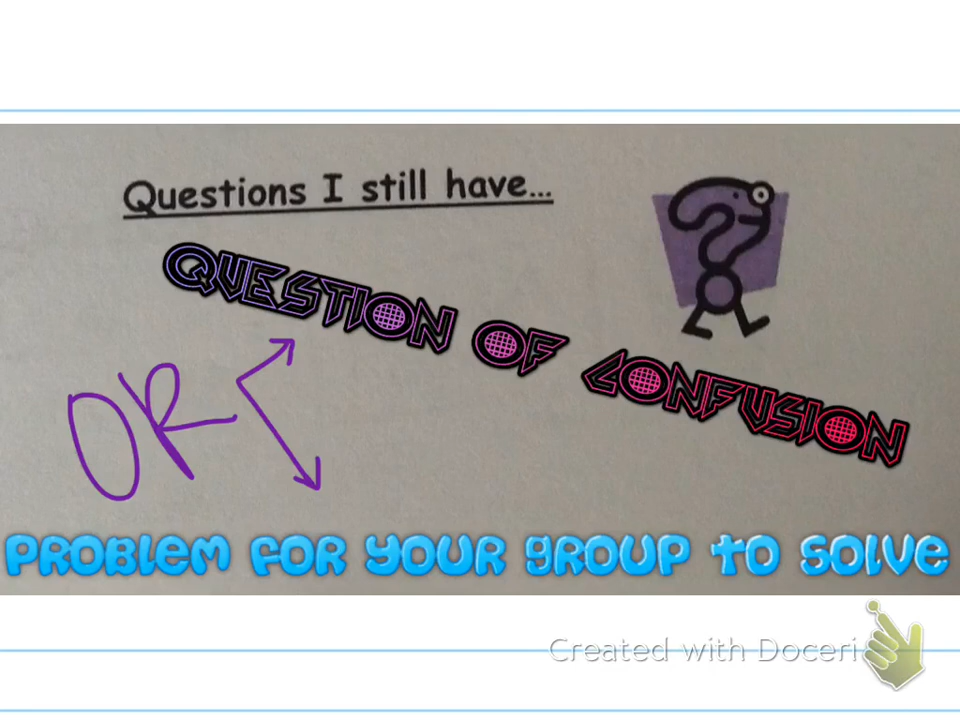 Questions I still have...
QUESTION OF CONFUSION
OR
PROBLEM FOR YOUR GROUP TO SOLVE
Created with Doceri